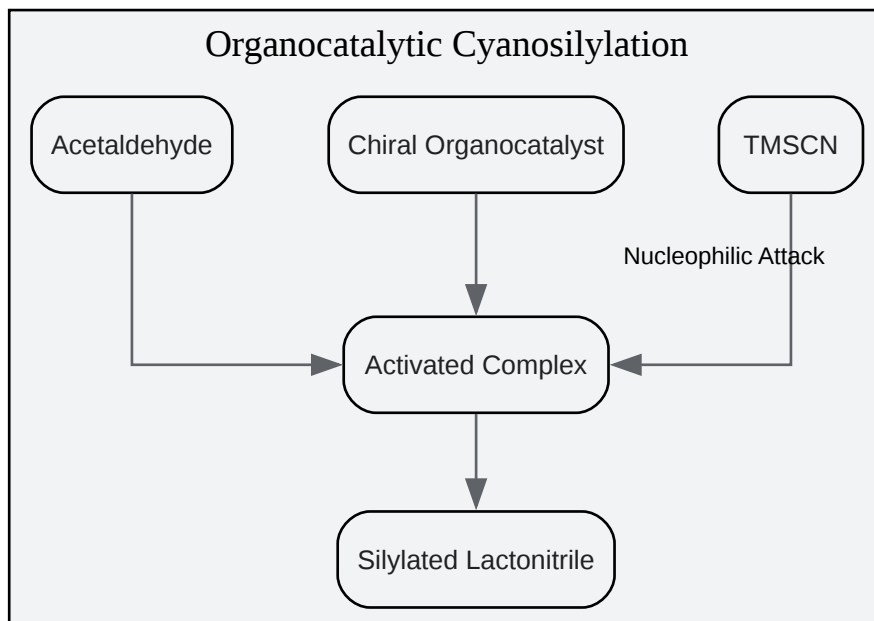 Organocatalytic Cyanosilylation
Acetaldehyde
Chiral Organocatalyst
TMSCN
Nucleophilic Attack
Activated Complex
Silylated Lactonitrile